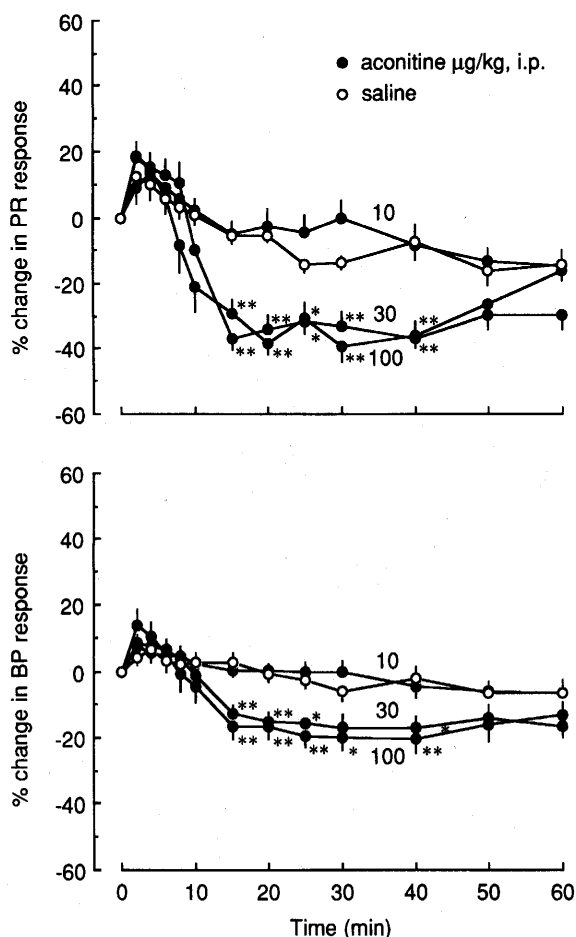 60
40
20
0
-20
-40
-60
% change in PR response
● aconitine μg/kg, i.p.
○ saline
10
30
100
** ** * ** **
** ** * ** **
60
40
20
0
-20
-40
-60
% change in BP response
10
30
100
** ** * *
** ** ** * **
0 10 20 30 40 50 60
Time (min)